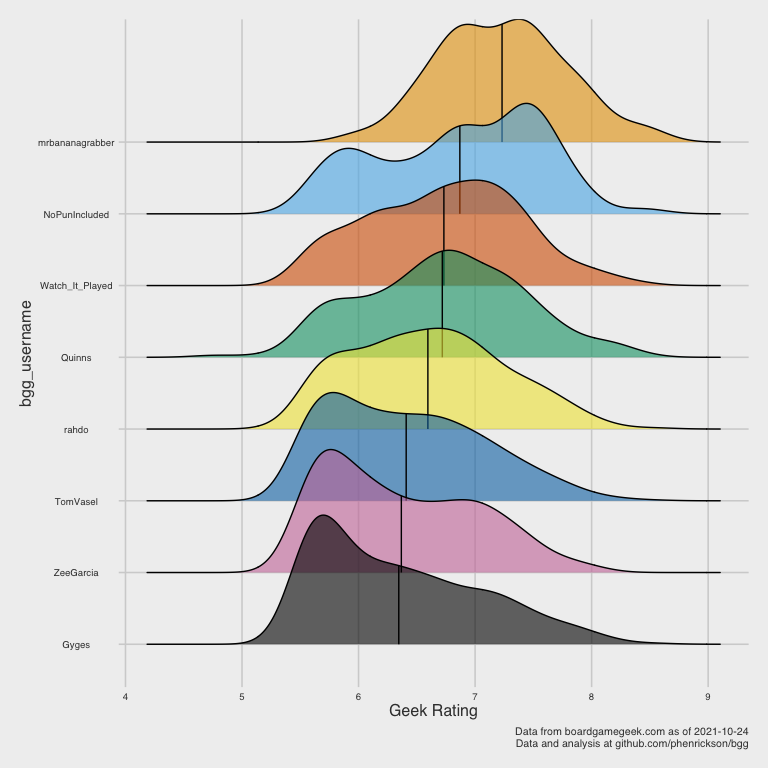 mrbananagrabber
NoPunIncluded
Watch_It_Played
Quinns
rahdo
TomVasel
ZeeGarcia
Gyges
bgg_username
4 5 6 7 8 9
Geek Rating
Data from boardgamegeek.com as of 2021-10-24
Data and analysis at github.com/phenrickson/bgg